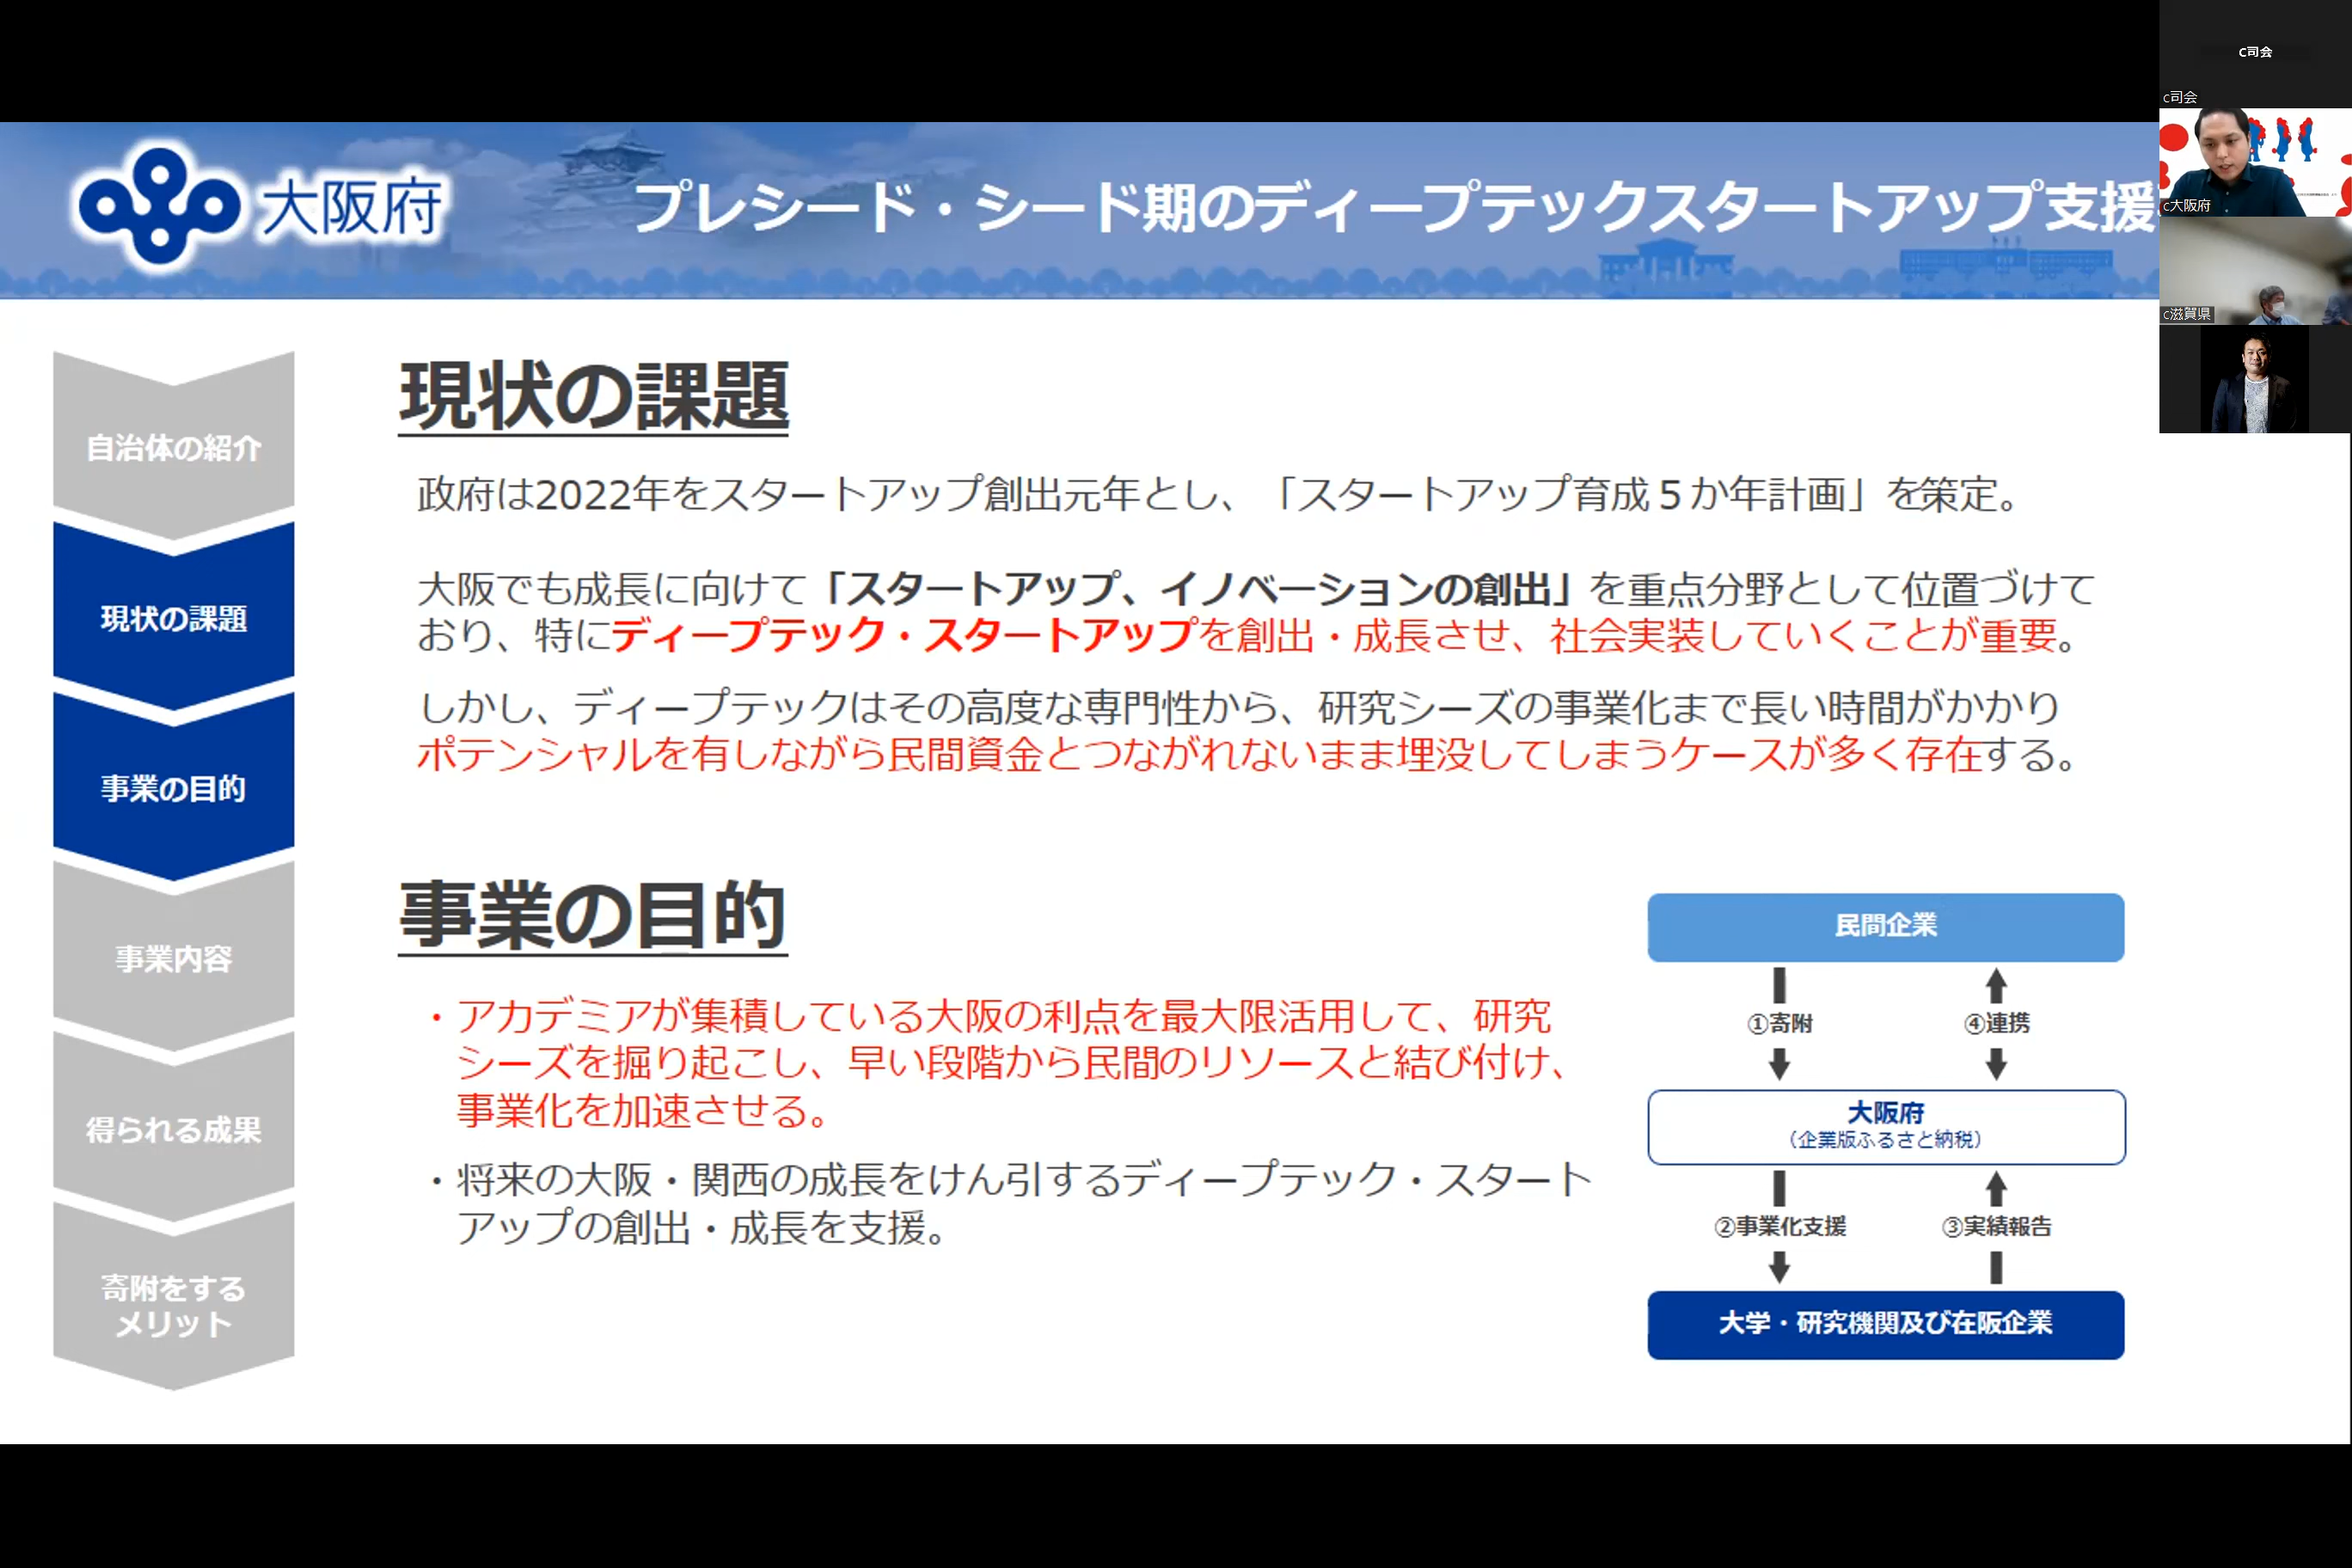 大阪府
プレシード・シード期のディープテックスタートアップ支援
自治体の紹介
現状の課題
事業の目的
事業内容
得られる成果
寄附をする
メリット
現状の課題
政府は2022年をスタートアップ創出元年とし、「スタートアップ育成５か年計画」を策定。
大阪でも成長に向けて「スタートアップ、イノベーションの創出」を重点分野として位置づけて
おり、特にディープテック・スタートアップを創出・成長させ、社会実装していくことが重要。
しかし、ディープテックはその高度な専門性から、研究シーズの事業化まで長い時間がかかり
ポテンシャルを有しながら民間資金とつながれないまま埋没してしまうケースが多く存在する。
事業の目的
・アカデミアが集積している大阪の利点を最大限活用して、研究
シーズを掘り起こし、早い段階から民間のリソースと結び付け、
事業化を加速させる。
・将来の大阪・関西の成長をけん引するディープテック・スタート
アップの創出・成長を支援。
民間企業
①寄附
④連携
大阪府
（企業版ふるさと納税）
②事業化支援
③実績報告
大学・研究機関及び在阪企業
c司会
c司会
c大阪府
c滋賀県